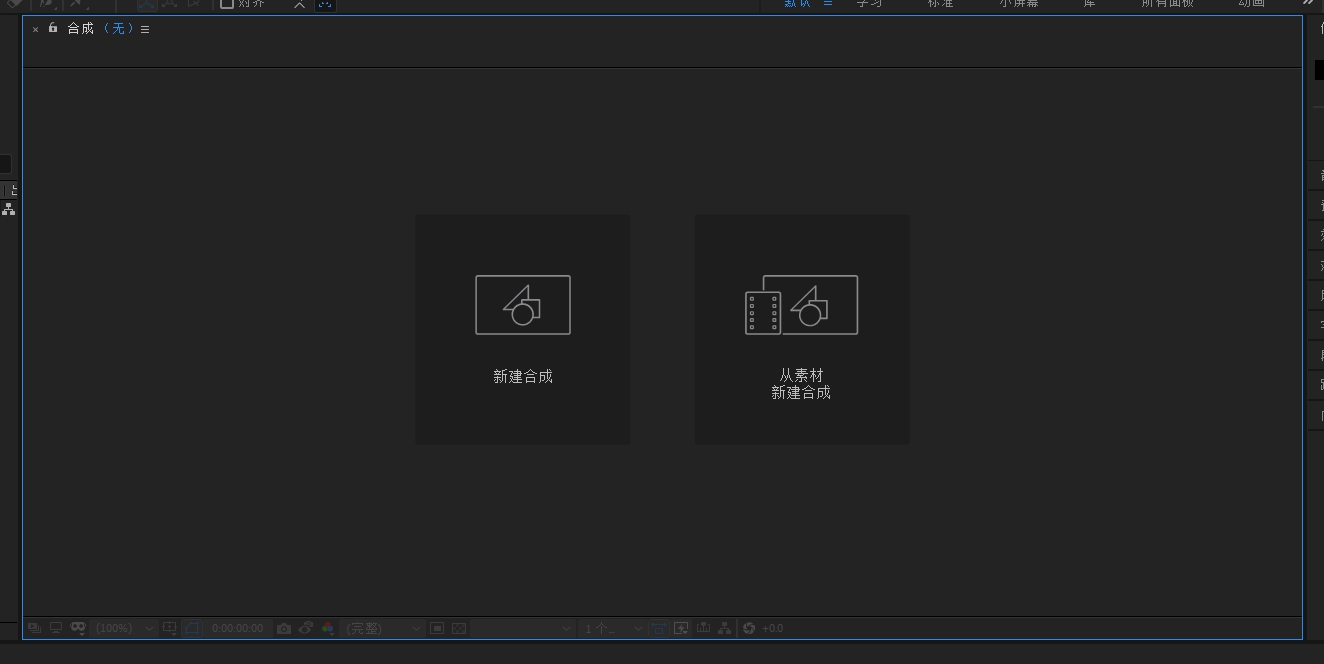 对齐
默认 学习 标准 小屏幕 库 所有面板 动画
× 合成 （无） ≡
新建合成
从素材
新建合成
(100%) 0:00:00:00 (完整) 1 个... +0.0